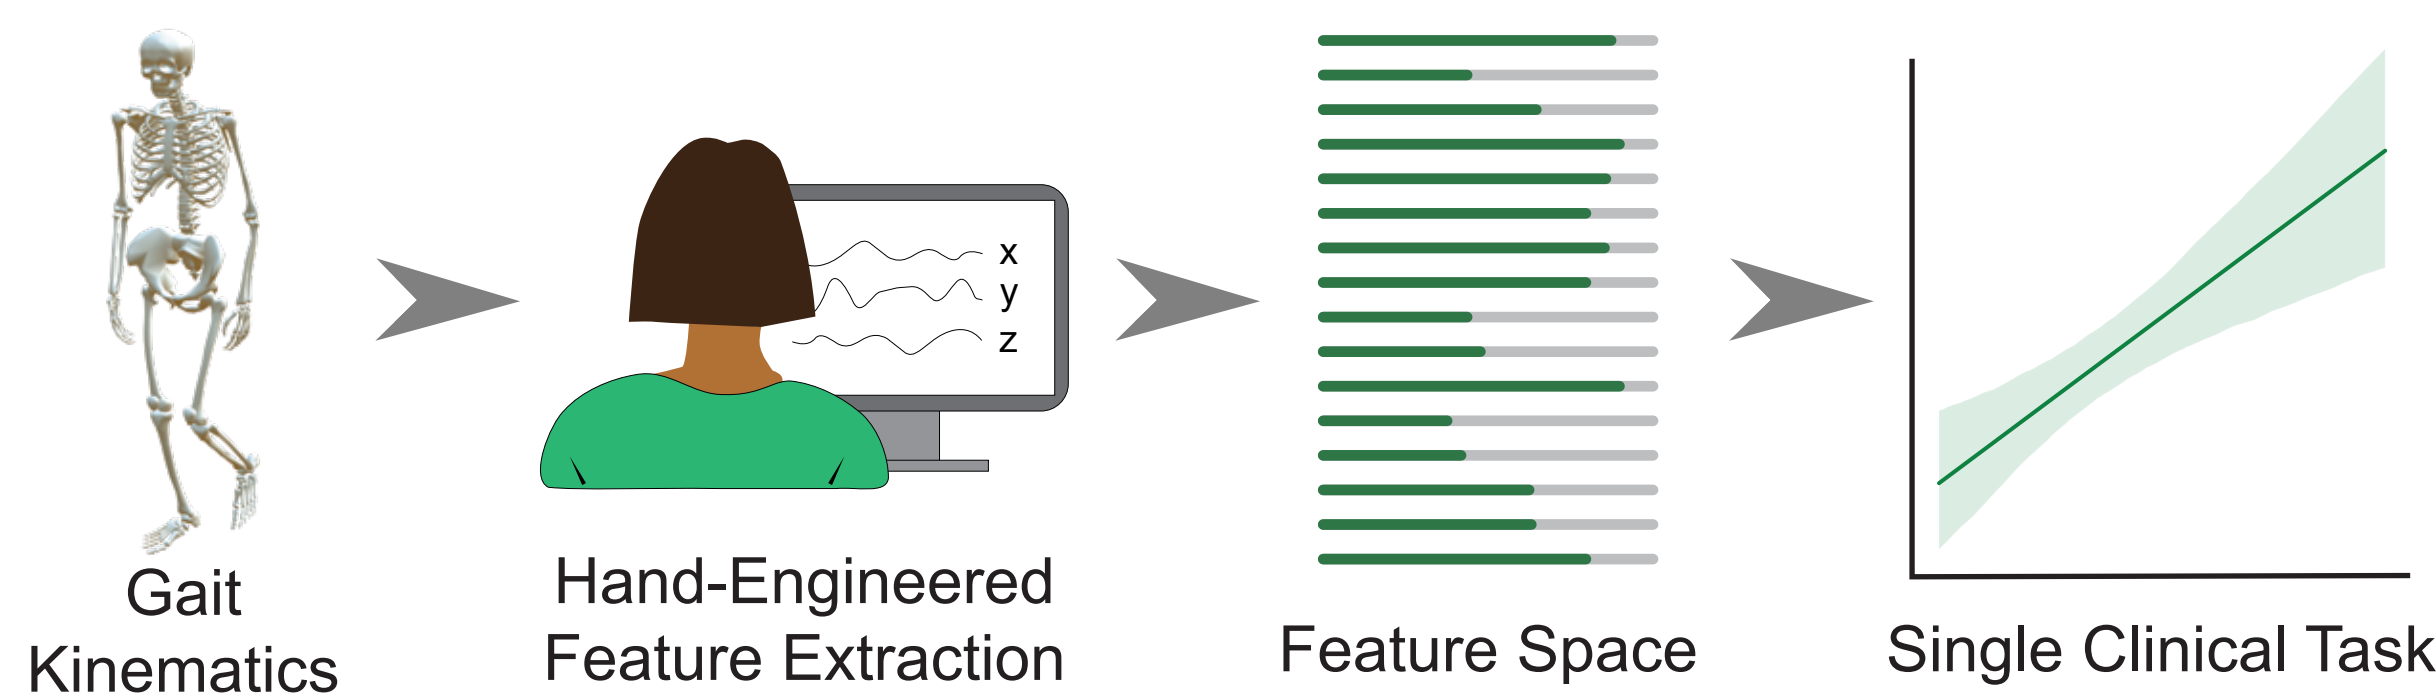 x
y
z
Gait
Kinematics
Hand-Engineered
Feature Extraction
Feature Space
Single Clinical Task